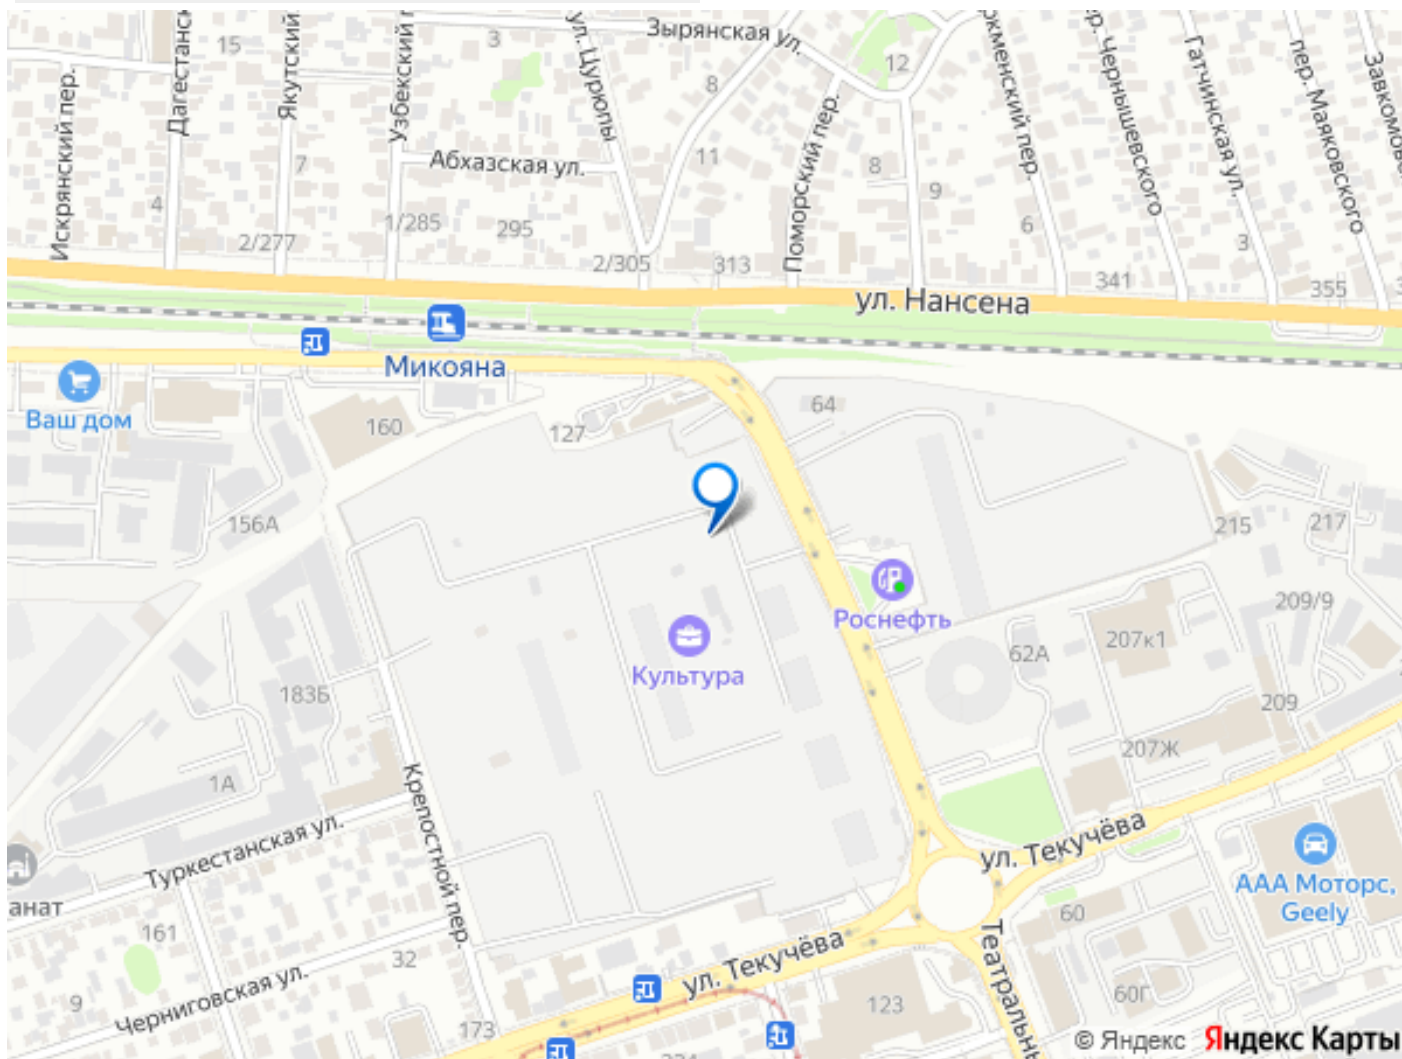 Зырянская ул.
15
3
12
8
Искрянский пер.
Якутский
ул. Цурюпы
пер. Чернышевского
Гатчинская ул.
пер. Маяковского
Абхазская ул.
11
7
Поморский пер.
8
9
4
1/285
295
6
3
2/277
2/305
313
341
355
ул. Нансена
Микояна
Ваш дом
160
127
64
156А
215
217
Роснефть
209/9
207к1
62А
Культура
183Б
209
207Ж
1А
Крепостной пер.
Туркестанская ул.
ул. Текучёва
ААА Моторс,
Geely
161
32
60
ул. Текучёва
Черниговская ул.
9
123
60Г
173
© Яндекс Яндекс Карты